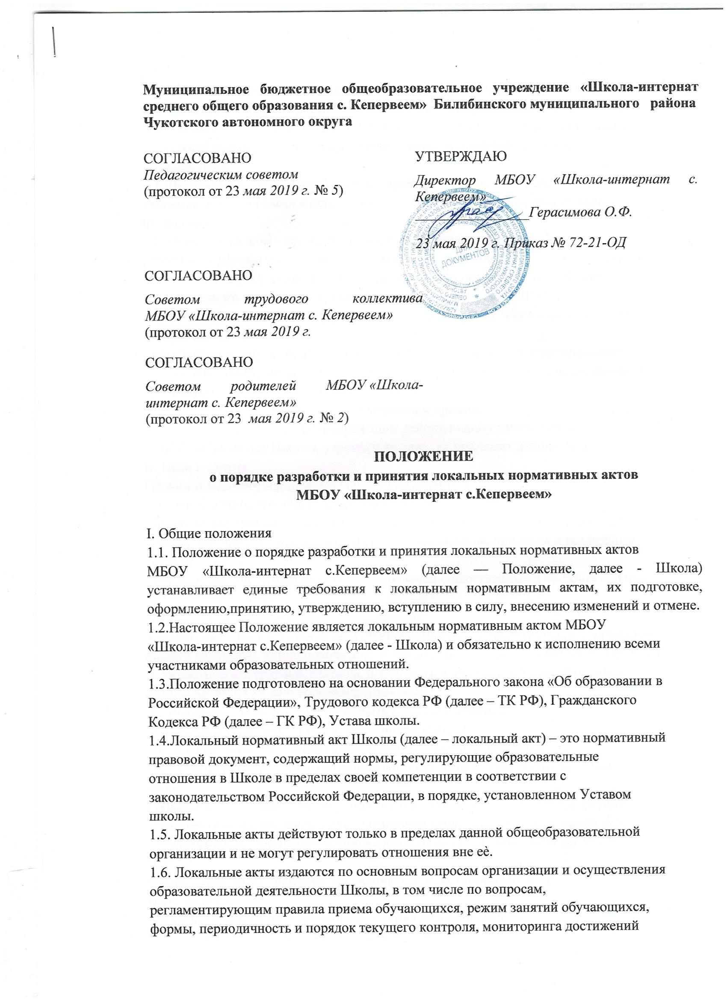 Муниципальное бюджетное общеобразовательное учреждение «Школа-интернат
среднего общего образования с. Кепервеем» Билибинского муниципального района
Чукотского автономного округа
СОГЛАСОВАНО
Педагогическим советом
(протокол от 23 мая 2019 г. № 5)
УТВЕРЖДАЮ
Директор МБОУ «Школа-интернат с.
Кепервеем»
Герасимова О.Ф.
23 мая 2019 г. Приказ № 72-21-ОД
ДЛЯ
ДОКУМЕНТОВ
СОГЛАСОВАНО
Советом трудового коллектива
МБОУ «Школа-интернат с. Кепервеем»
(протокол от 23 мая 2019 г.
СОГЛАСОВАНО
Советом родителей МБОУ «Школа-
интернат с. Кепервеем»
(протокол от 23 мая 2019 г. № 2)
ПОЛОЖЕНИЕ
о порядке разработки и принятия локальных нормативных актов
МБОУ «Школа-интернат с.Кепервеем»
I. Общие положения
1.1. Положение о порядке разработки и принятия локальных нормативных актов
МБОУ «Школа-интернат с.Кепервеем» (далее — Положение, далее - Школа)
устанавливает единые требования к локальным нормативным актам, их подготовке,
оформлению,принятию, утверждению, вступлению в силу, внесению изменений и отмене.
1.2.Настоящее Положение является локальным нормативным актом МБОУ
«Школа-интернат с.Кепервеем» (далее - Школа) и обязательно к исполнению всеми
участниками образовательных отношений.
1.3.Положение подготовлено на основании Федерального закона «Об образовании в
Российской Федерации», Трудового кодекса РФ (далее – ТК РФ), Гражданского
Кодекса РФ (далее – ГК РФ), Устава школы.
1.4.Локальный нормативный акт Школы (далее – локальный акт) – это нормативный
правовой документ, содержащий нормы, регулирующие образовательные
отношения в Школе в пределах своей компетенции в соответствии с
законодательством Российской Федерации, в порядке, установленном Уставом
школы.
1.5. Локальные акты действуют только в пределах данной общеобразовательной
организации и не могут регулировать отношения вне еѐ.
1.6. Локальные акты издаются по основным вопросам организации и осуществления
образовательной деятельности Школы, в том числе по вопросам,
регламентирующим правила приема обучающихся, режим занятий обучающихся,
формы, периодичность и порядок текущего контроля, мониторинга достижений